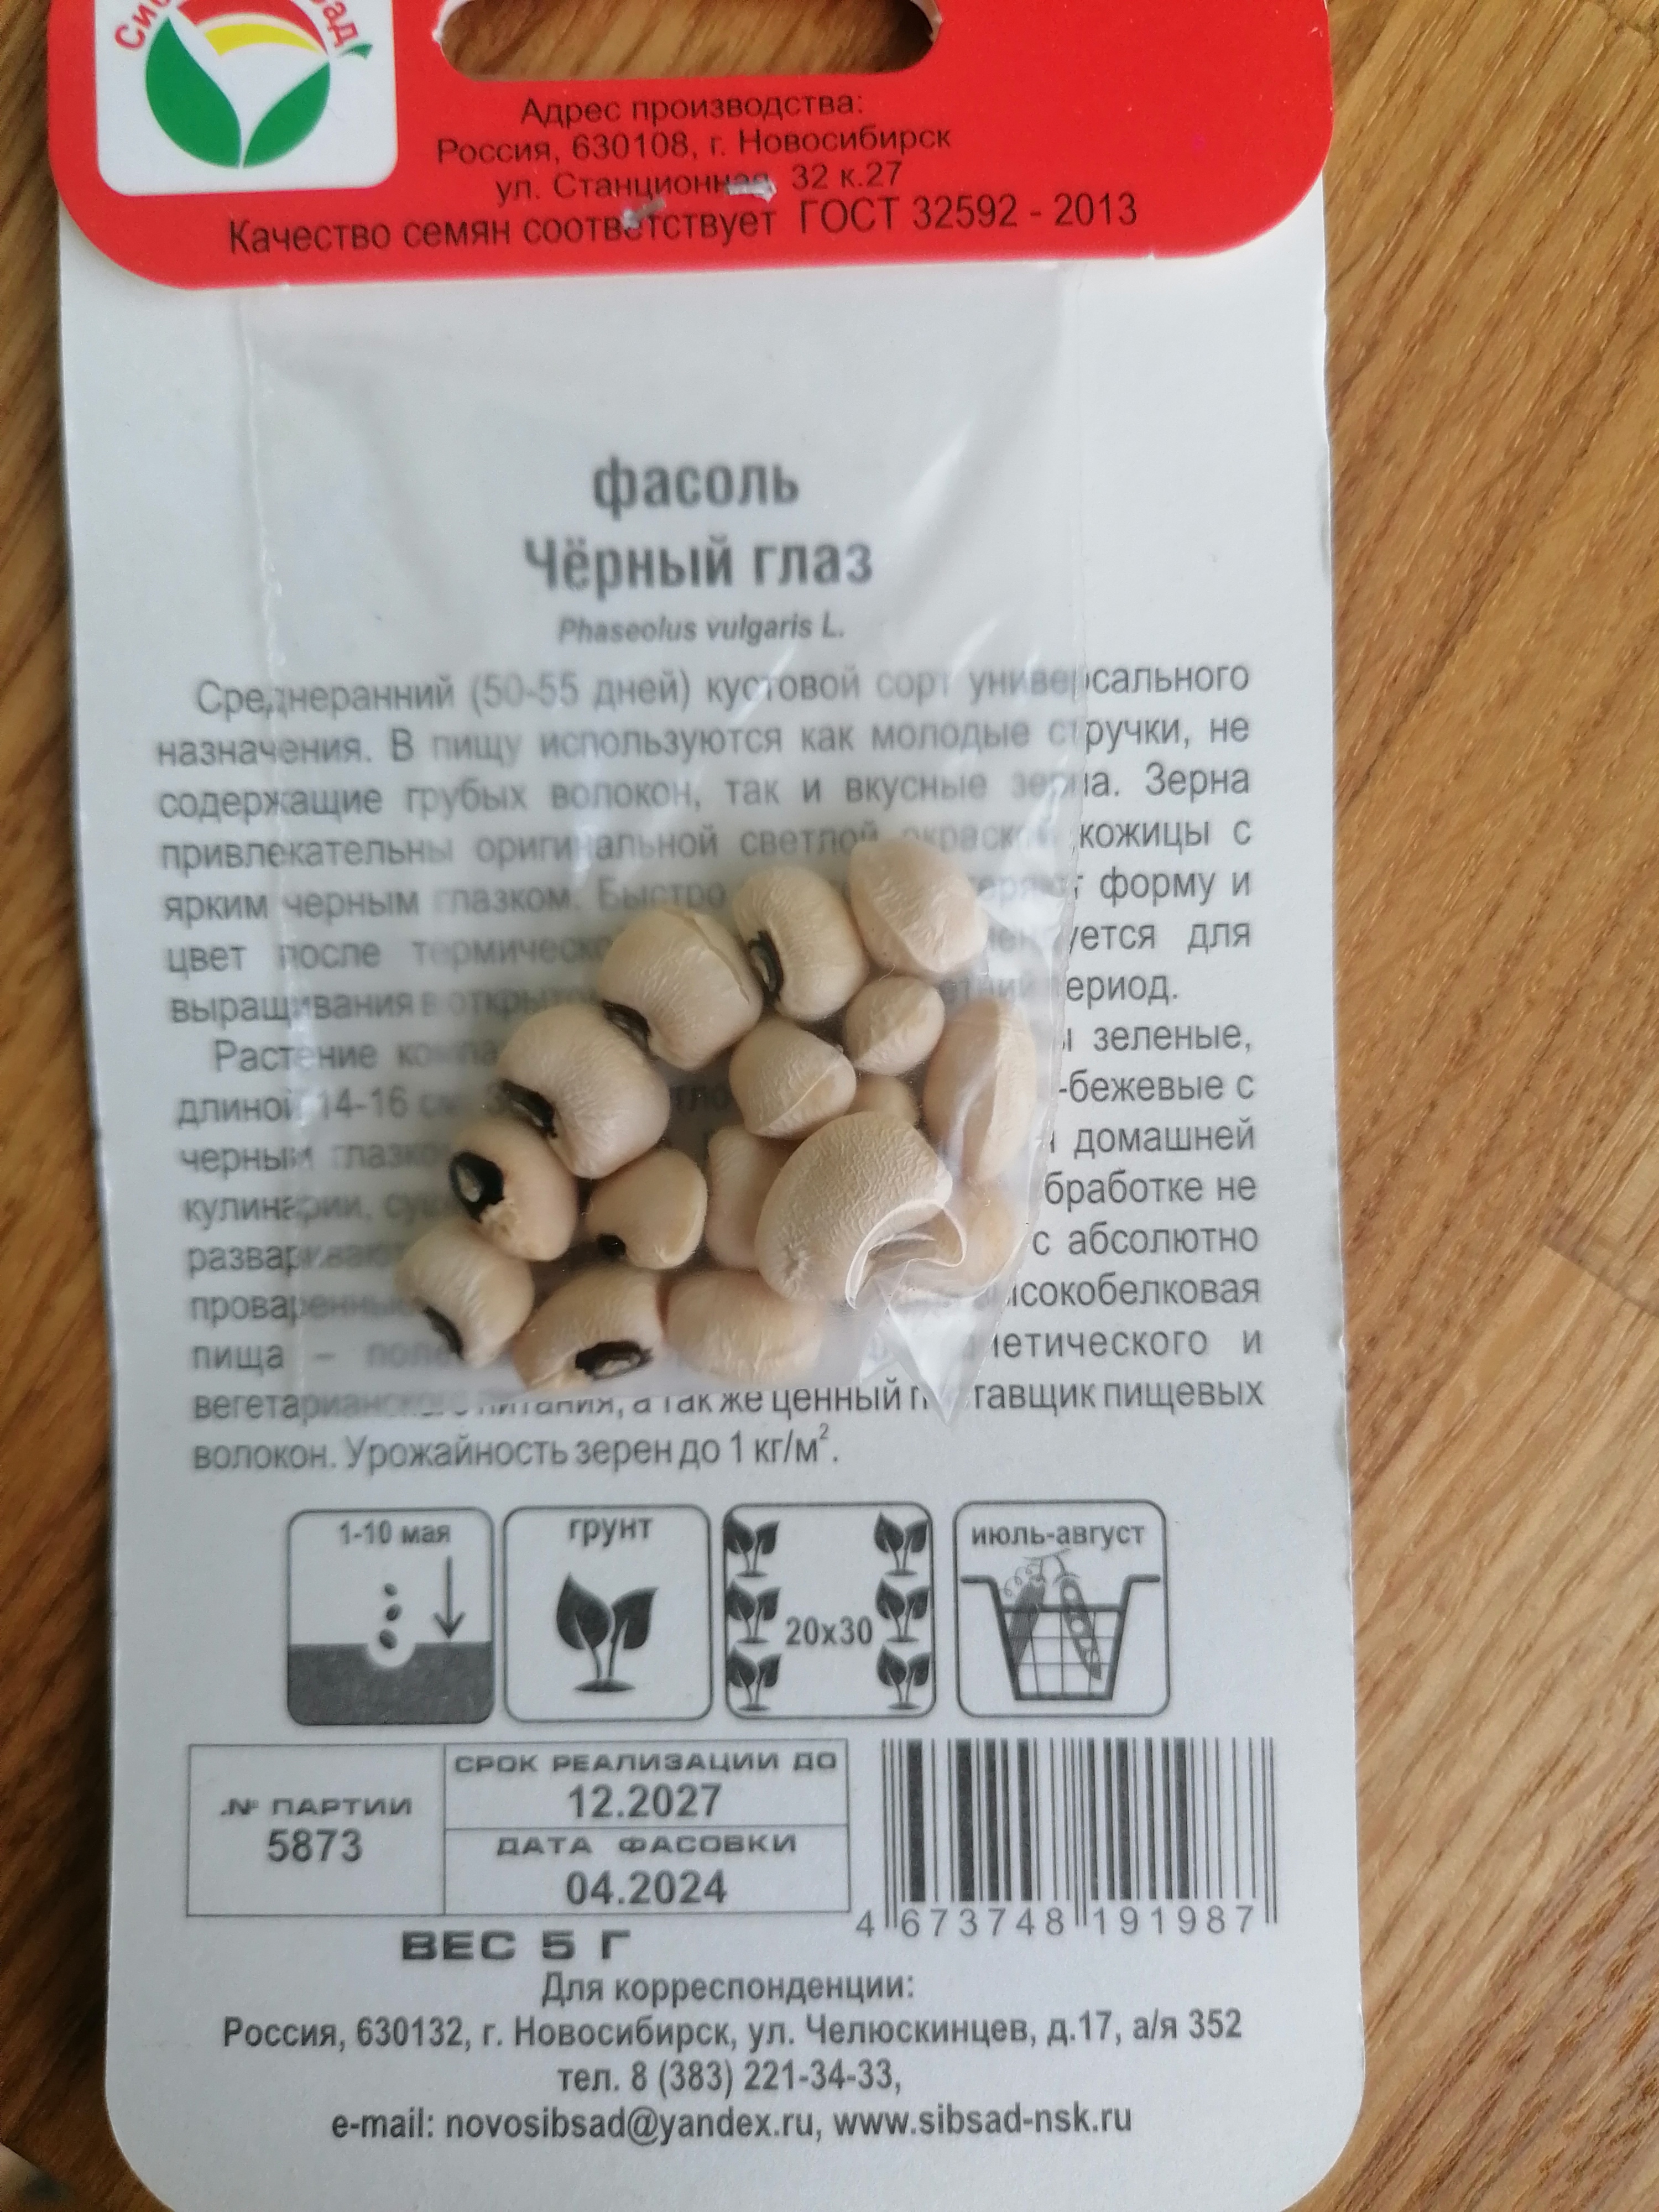 Адрес производства:
Россия, 630108, г. Новосибирск
ул. Станционная, 32 к.27
Качество семян соответствует ГОСТ 32592 - 2013
фасоль
Чёрный глаз
Phaseolus vulgaris L.
Среднеранний (50-55 дней) кустовой сорт универсального
назначения. В пищу используются как молодые стручки, не
содержащие грубых волокон, так и вкусные зерна. Зерна
привлекательны оригинальной светлой окраской кожицы с
ярким черным глазком. Быстро форму и
цвет после для
выращивания в
Растение зеленые,
длиной 14-16 -бежевые с
черным домашней
кулинарии, не
с абсолютно
пища – и
питания, а так же ценный пищевых
волокон. Урожайность зерен до 1 кг/м².
1-10 мая
грунт
20х30
июль-август
№ ПАРТИИ
5873
СРОК РЕАЛИЗАЦИИ ДО
12.2027
ДАТА ФАСОВКИ
04.2024
4 673748 191987
ВЕС 5 Г
Для корреспонденции:
Россия, 630132, г. Новосибирск, ул. Челюскинцев, д.17, а/я 352
тел. 8 (383) 221-34-33,
e-mail: novosibsad@yandex.ru, www.sibsad-nsk.ru